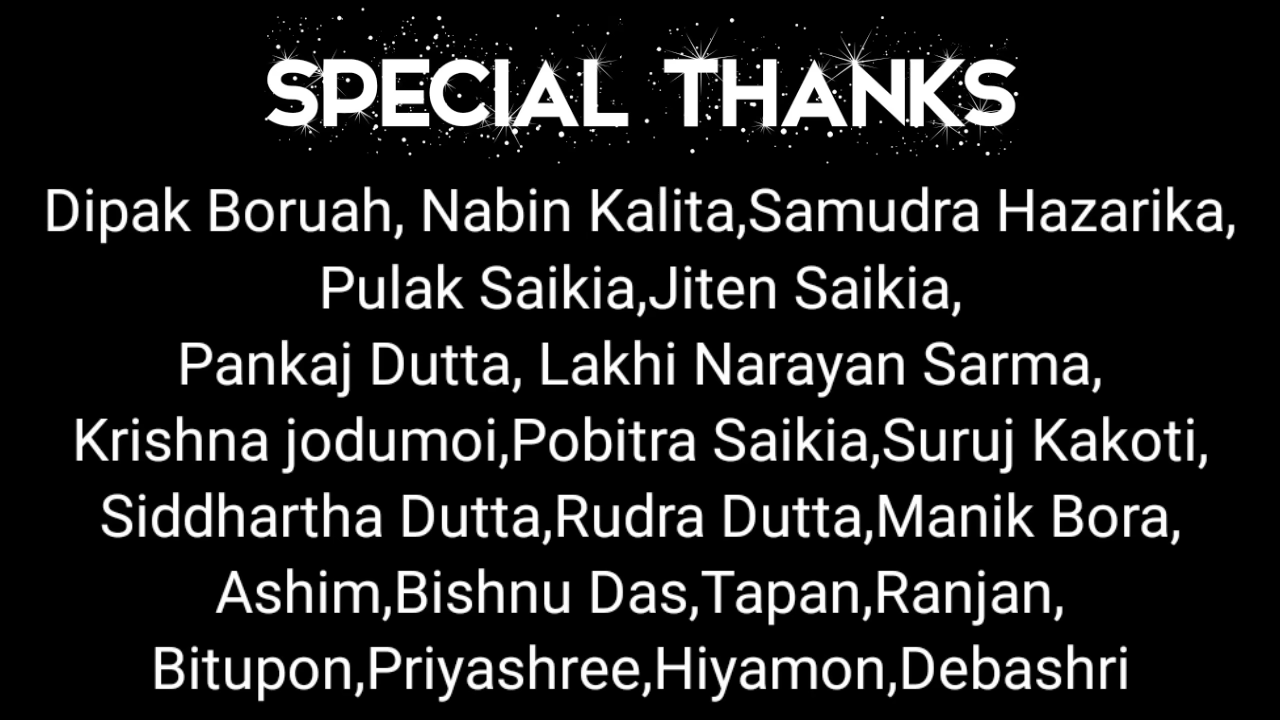 SPECIAL THANKS
Dipak Boruah, Nabin Kalita,Samudra Hazarika,
Pulak Saikia,Jiten Saikia,
Pankaj Dutta, Lakhi Narayan Sarma,
Krishna jodumoi,Pobitra Saikia,Suruj Kakoti,
Siddhartha Dutta,Rudra Dutta,Manik Bora,
Ashim,Bishnu Das,Tapan,Ranjan,
Bitupon,Priyashree,Hiyamon,Debashri